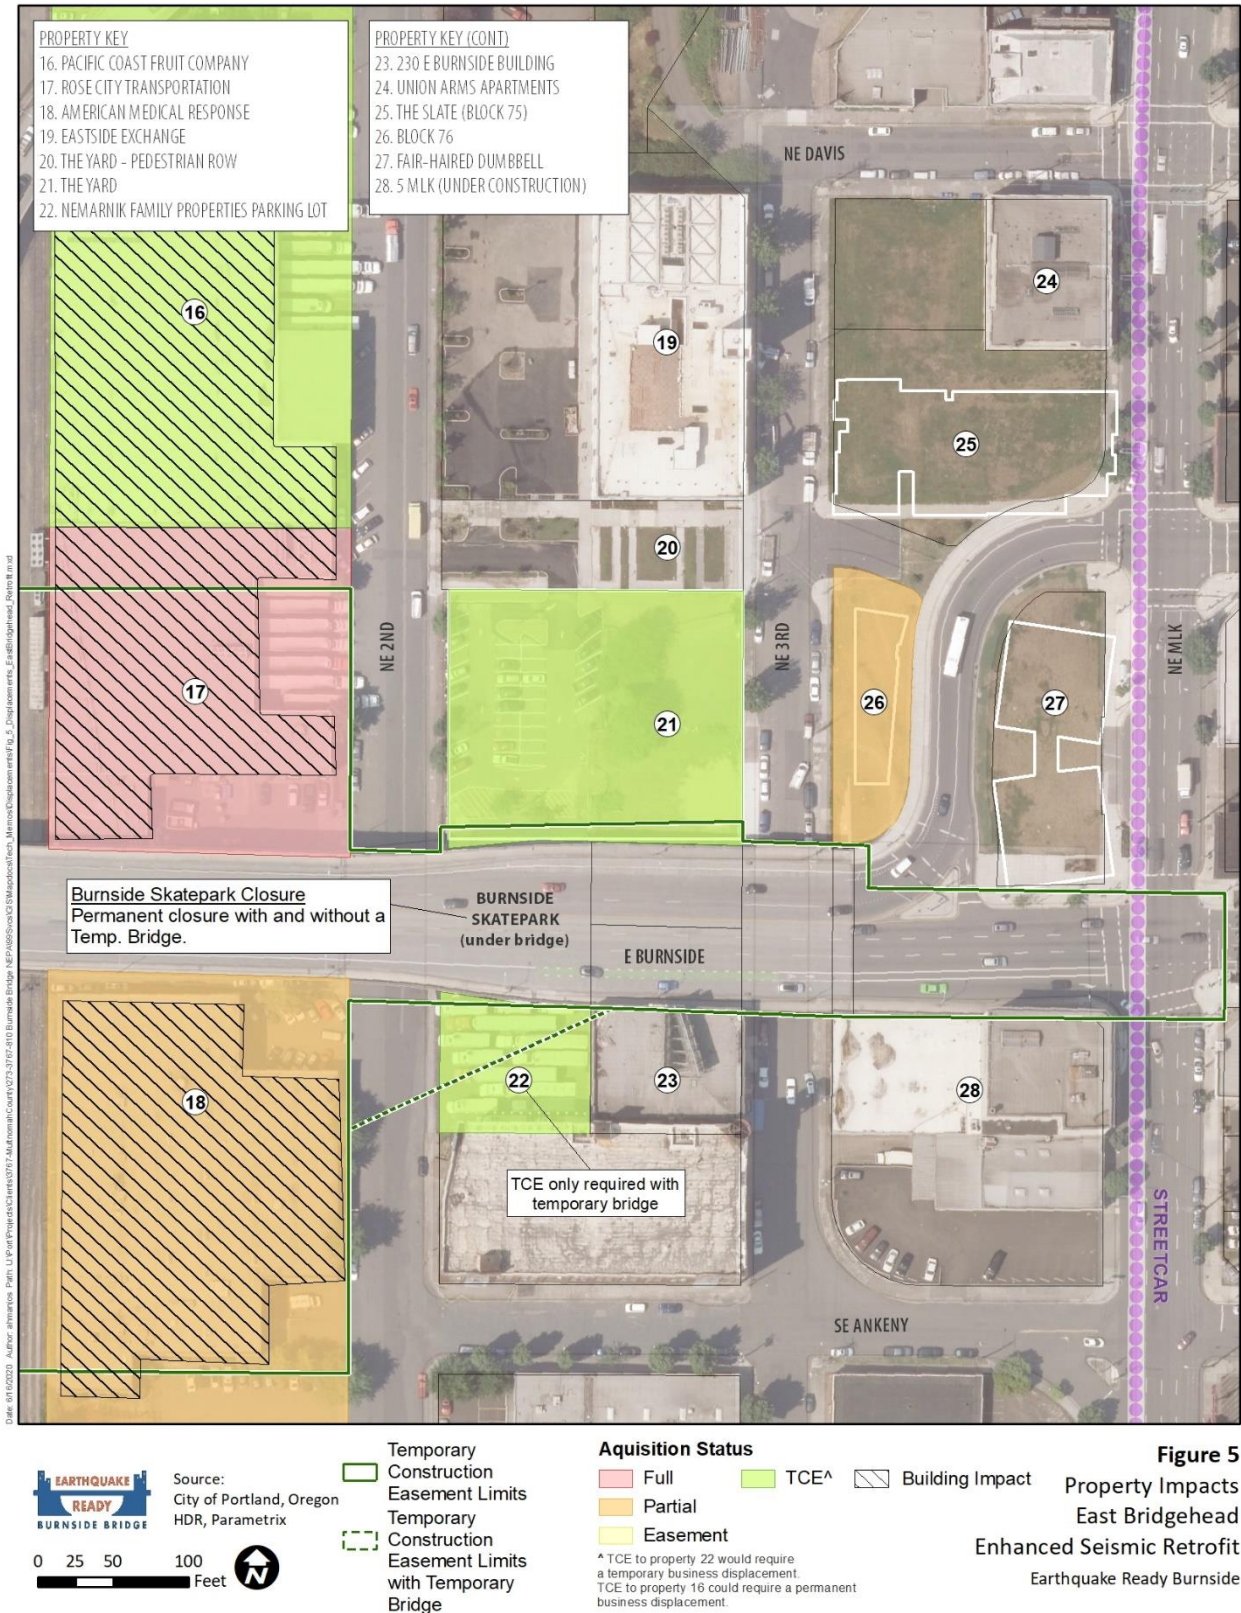 PROPERTY KEY
16. PACIFIC COAST FRUIT COMPANY
17. ROSE CITY TRANSPORTATION
18. AMERICAN MEDICAL RESPONSE
19. EASTSIDE EXCHANGE
20. THE YARD - PEDESTRIAN ROW
21. THE YARD
22. NEMARNIK FAMILY PROPERTIES PARKING LOT
PROPERTY KEY (CONT)
23. 230 E BURNSIDE BUILDING
24. UNION ARMS APARTMENTS
25. THE SLATE (BLOCK 75)
26. BLOCK 76
27. FAIR-HAIRED DUMBBELL
28. 5 MLK (UNDER CONSTRUCTION)
NE DAVIS
24
16
19
25
20
NE 2ND
NE 3RD
NE MLK
17
21
26
27
Burnside Skatepark Closure
Permanent closure with and without a
Temp. Bridge.
BURNSIDE
SKATEPARK
(under bridge)
E BURNSIDE
18
22
23
28
TCE only required with
temporary bridge
STREETCAR
SE ANKENY
EARTHQUAKE
READY
BURNSIDE BRIDGE
Source:
City of Portland, Oregon
HDR, Parametrix
0 25 50 100
Feet
N
Temporary
Construction
Easement Limits
Temporary
Construction
Easement Limits
with Temporary
Bridge
Aquisition Status
Full
Partial
Easement
TCE^
Building Impact
^ TCE to property 22 would require
a temporary business displacement.
TCE to property 16 could require a permanent
business displacement.
Figure 5
Property Impacts
East Bridgehead
Enhanced Seismic Retrofit
Earthquake Ready Burnside